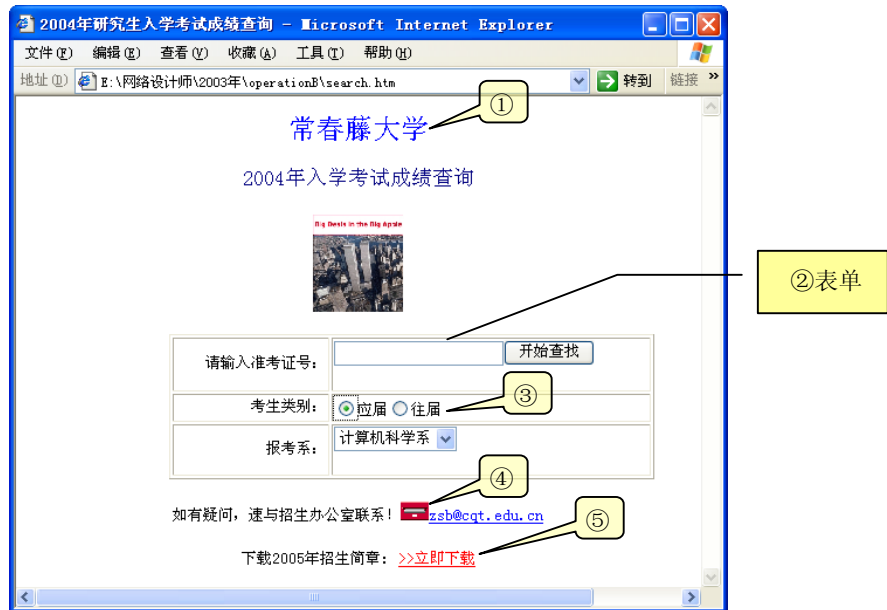 2004年研究生入学考试成绩查询 - Microsoft Internet Explorer
文件(F) 编辑(E) 查看(V) 收藏(A) 工具(T) 帮助(H)
地址(D) E:\网络设计师\2003年\operationB\search.htm 转到 链接 »
①
常春藤大学
2004年入学考试成绩查询
Big Deals in the Big Apple
②表单
请输入准考证号: 开始查找
③
考生类别: 应届 往届
报考系: 计算机科学系
④
如有疑问，速与招生办公室联系! zsb@cqt.edu.cn
⑤
下载2005年招生简章: >>立即下载